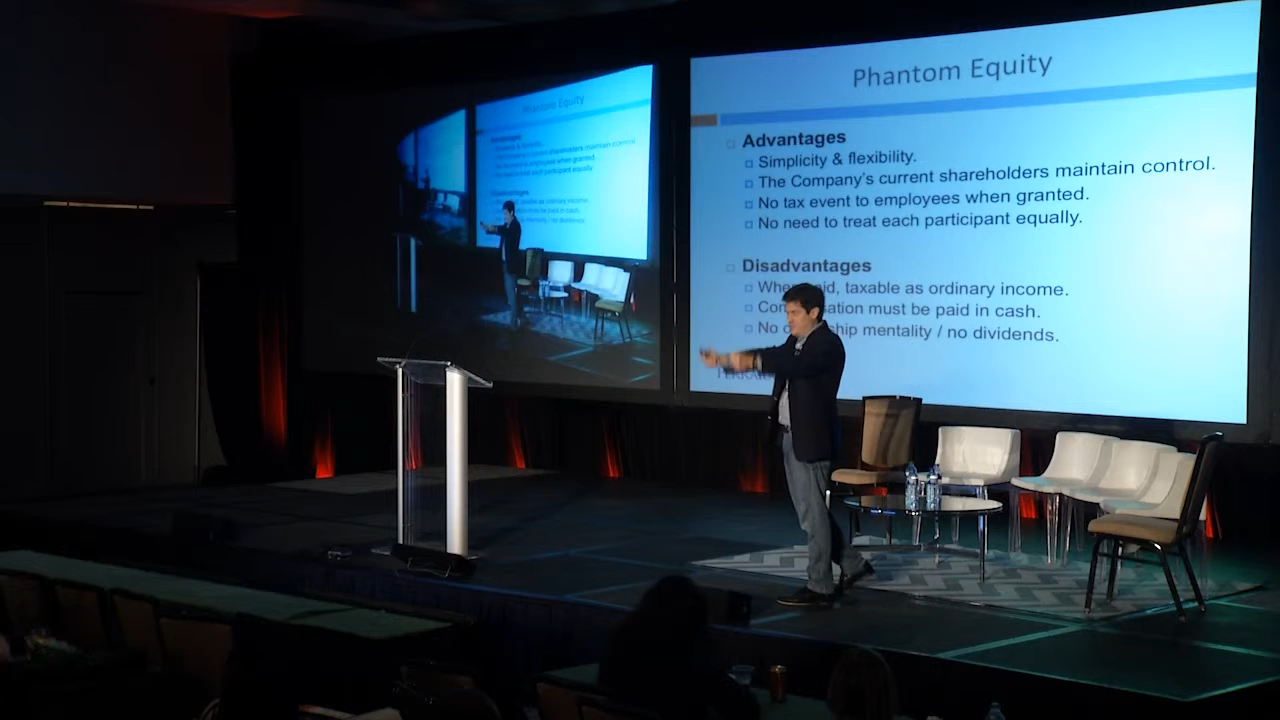 Phantom Equity
Advantages
Simplicity & flexibility.
The Company's current shareholders maintain control.
No tax event to employees when granted.
No need to treat each participant equally.
Disadvantages
taxable as ordinary income.
must be paid in cash.
No mentality / no dividends.
Phantom Equity